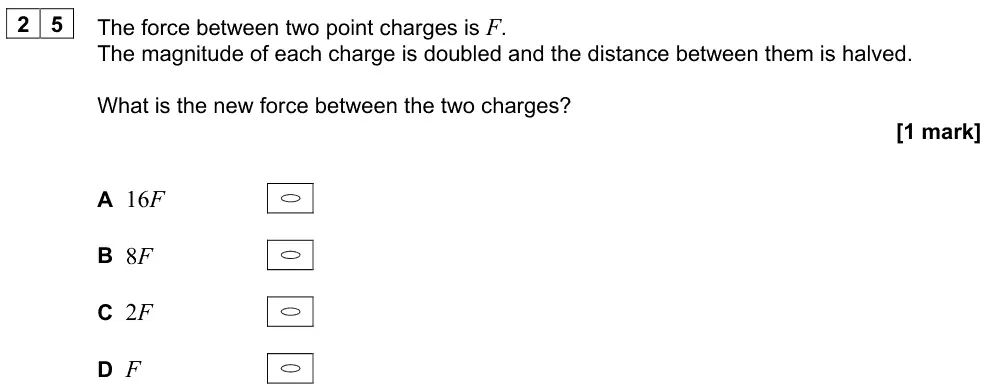 2 5 The force between two point charges is F.
The magnitude of each charge is doubled and the distance between them is halved.
What is the new force between the two charges?
[1 mark]
A 16F
B 8F
C 2F
D F